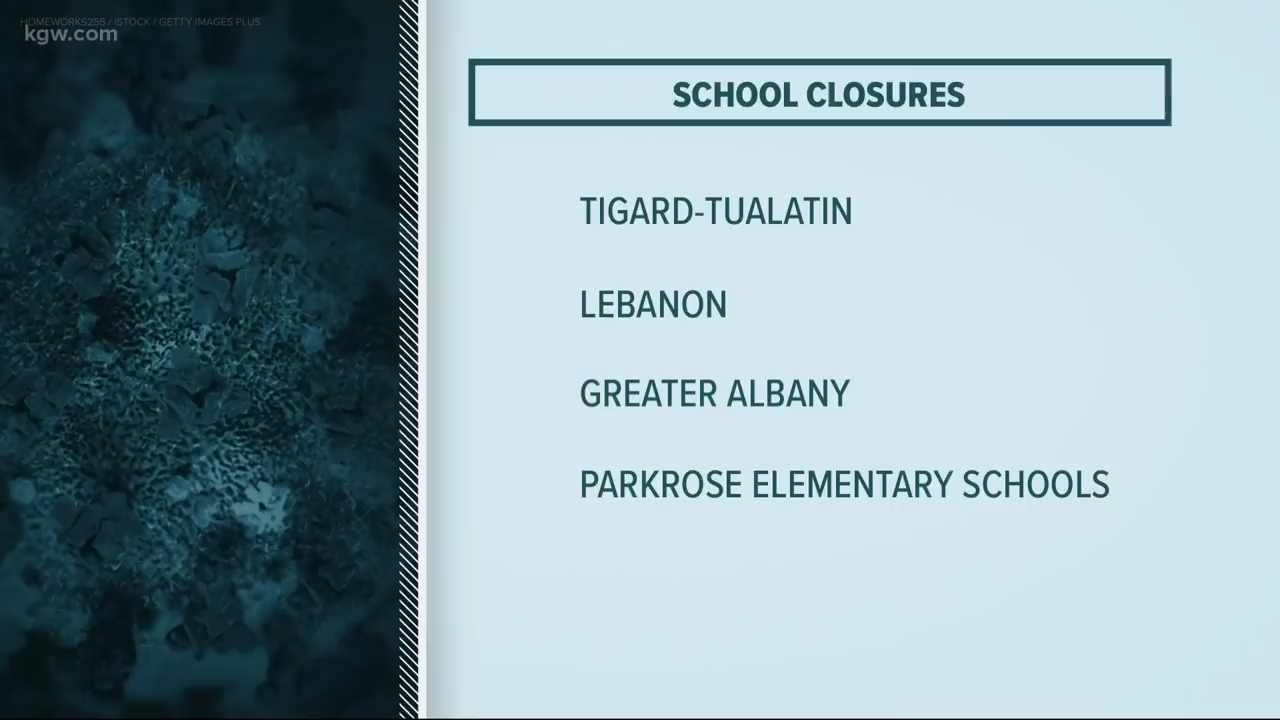 HOMEWORKS255 / ISTOCK / GETTY IMAGES PLUS
kgw.com
SCHOOL CLOSURES
TIGARD-TUALATIN
LEBANON
GREATER ALBANY
PARKROSE ELEMENTARY SCHOOLS